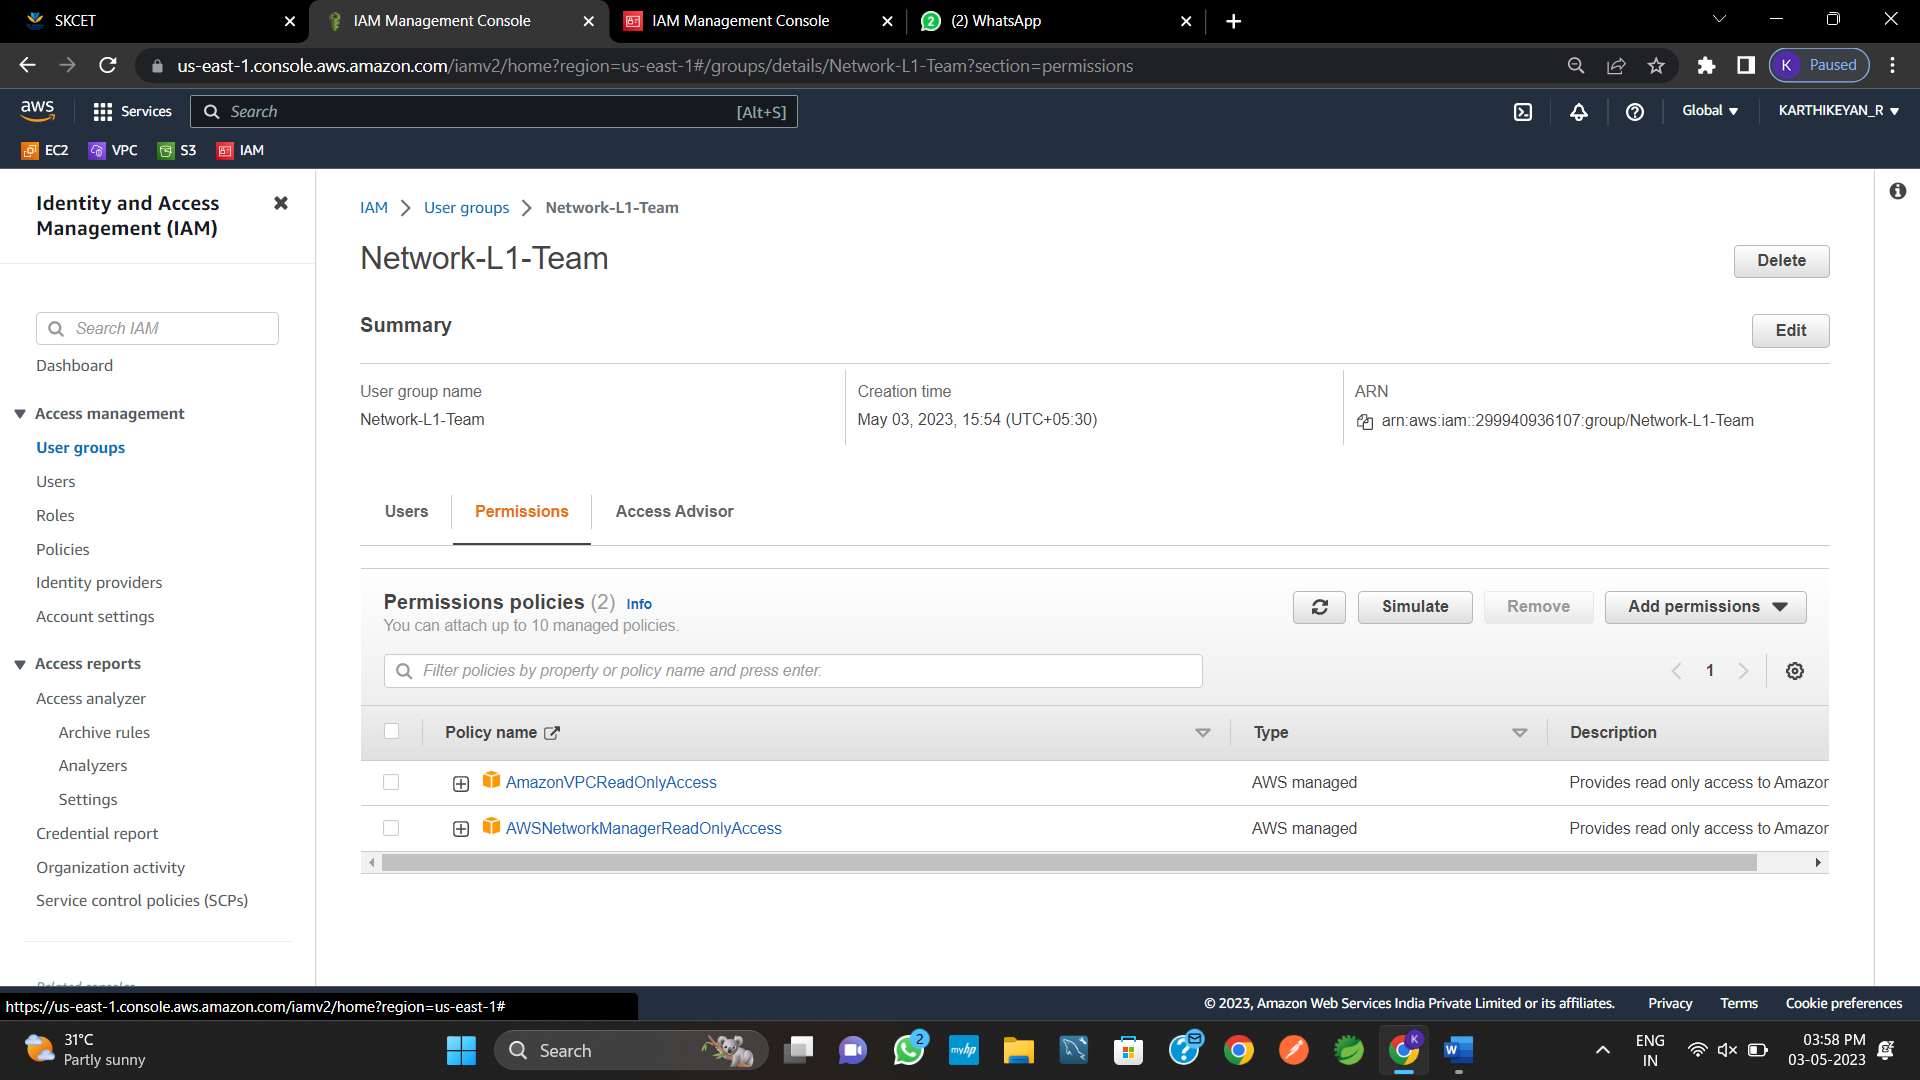 SKCET
IAM Management Console
IAM Management Console
(2) WhatsApp
us-east-1.console.aws.amazon.com/iamv2/home?region=us-east-1#/groups/details/Network-L1-Team?section=permissions
K Paused
aws
Services
Search
[Alt+S]
Global
KARTHIKEYAN_R
EC2
VPC
S3
IAM
Identity and Access
Management (IAM)
Search IAM
Dashboard
Access management
User groups
Users
Roles
Policies
Identity providers
Account settings
Access reports
Access analyzer
Archive rules
Analyzers
Settings
Credential report
Organization activity
Service control policies (SCPs)
IAM > User groups > Network-L1-Team
Network-L1-Team
Delete
Summary
Edit
User group name
Network-L1-Team
Creation time
May 03, 2023, 15:54 (UTC+05:30)
ARN
arn:aws:iam::299940936107:group/Network-L1-Team
Users
Permissions
Access Advisor
Permissions policies (2) Info
You can attach up to 10 managed policies.
Simulate
Remove
Add permissions
Filter policies by property or policy name and press enter.
1
Policy name
Type
Description
AmazonVPCReadOnlyAccess
AWS managed
Provides read only access to Amazon
AWSNetworkManagerReadOnlyAccess
AWS managed
Provides read only access to Amazon
https://us-east-1.console.aws.amazon.com/iamv2/home?region=us-east-1#
© 2023, Amazon Web Services India Private Limited or its affiliates.
Privacy
Terms
Cookie preferences
31°C
Partly sunny
Search
2
myhp
K
W
ENG
IN
03:58 PM
03-05-2023